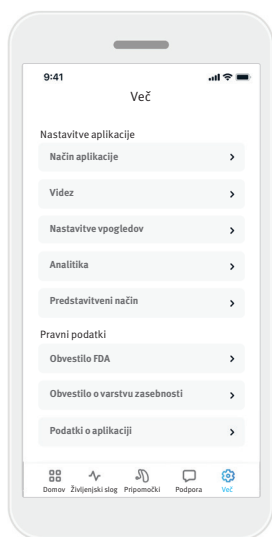 9:41
Več
Nastavitve aplikacije
Način aplikacije
Videz
Nastavitve vpogledov
Analitika
Predstavitveni način
Pravni podatki
Obvestilo FDA
Obvestilo o varstvu zasebnosti
Podatki o aplikaciji
Domov Življenjski slog Pripomočki Podpora Več